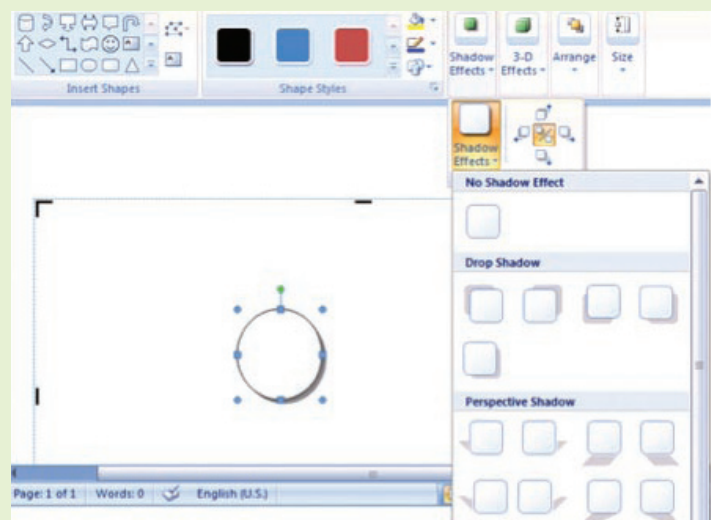 Shadow Effects
3-D Effects
Arrange
Size
Insert Shapes
Shape Styles
Shadow Effects
No Shadow Effect
Drop Shadow
Perspective Shadow
Page: 1 of 1 Words: 0 English (U.S.)